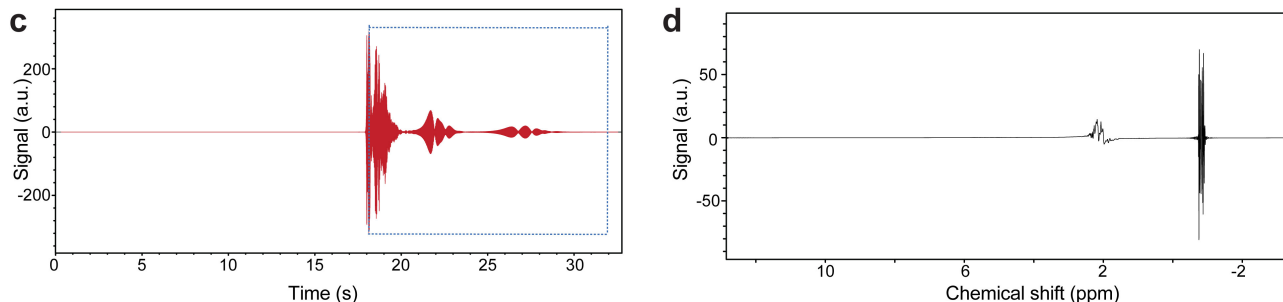 c
Signal (a.u.)
200
0
-200
0 5 10 15 20 25 30
Time (s)
d
Signal (a.u.)
50
0
-50
10 6 2 -2
Chemical shift (ppm)